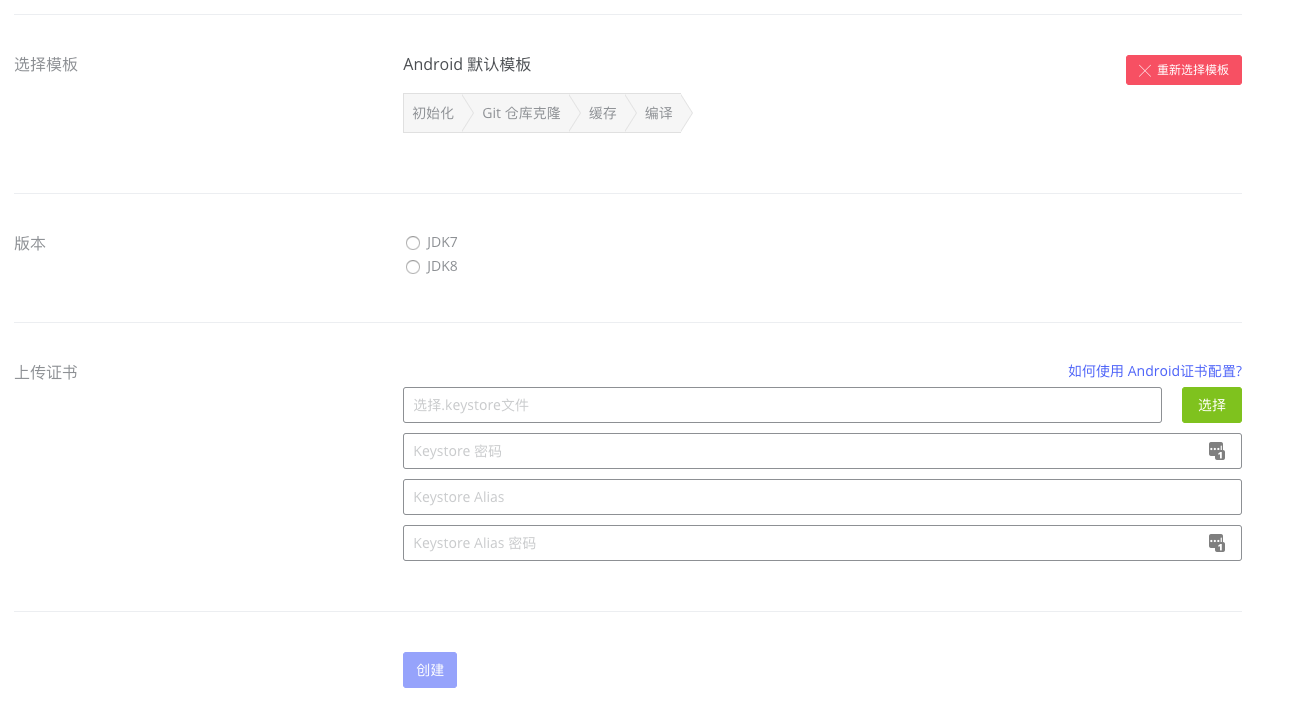 选择模板
Android 默认模板
重新选择模板
初始化 Git 仓库克隆 缓存 编译
版本
JDK7
JDK8
上传证书
如何使用 Android证书配置?
选择.keystore文件
选择
Keystore 密码
Keystore Alias
Keystore Alias 密码
创建